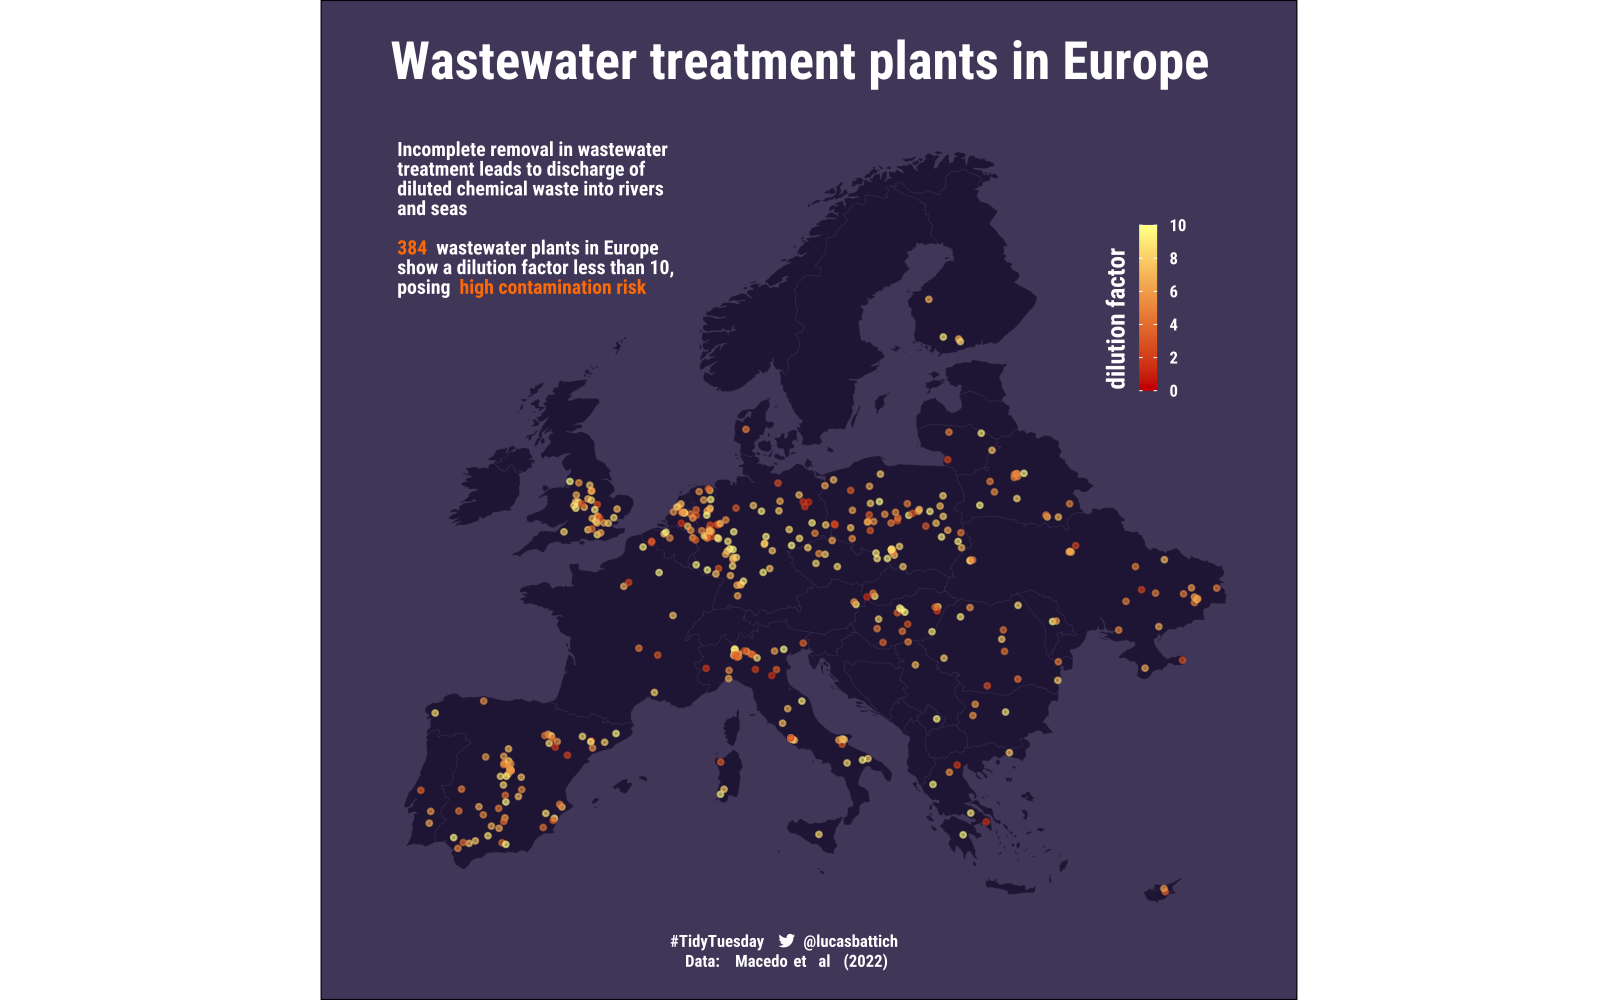 Wastewater treatment plants in Europe
Incomplete removal in wastewater
treatment leads to discharge of
diluted chemical waste into rivers
and seas
384 wastewater plants in Europe
show a dilution factor less than 10,
posing high contamination risk
dilution factor
10
8
6
4
2
0
#TidyTuesday @lucasbattich
Data: Macedo et al (2022)